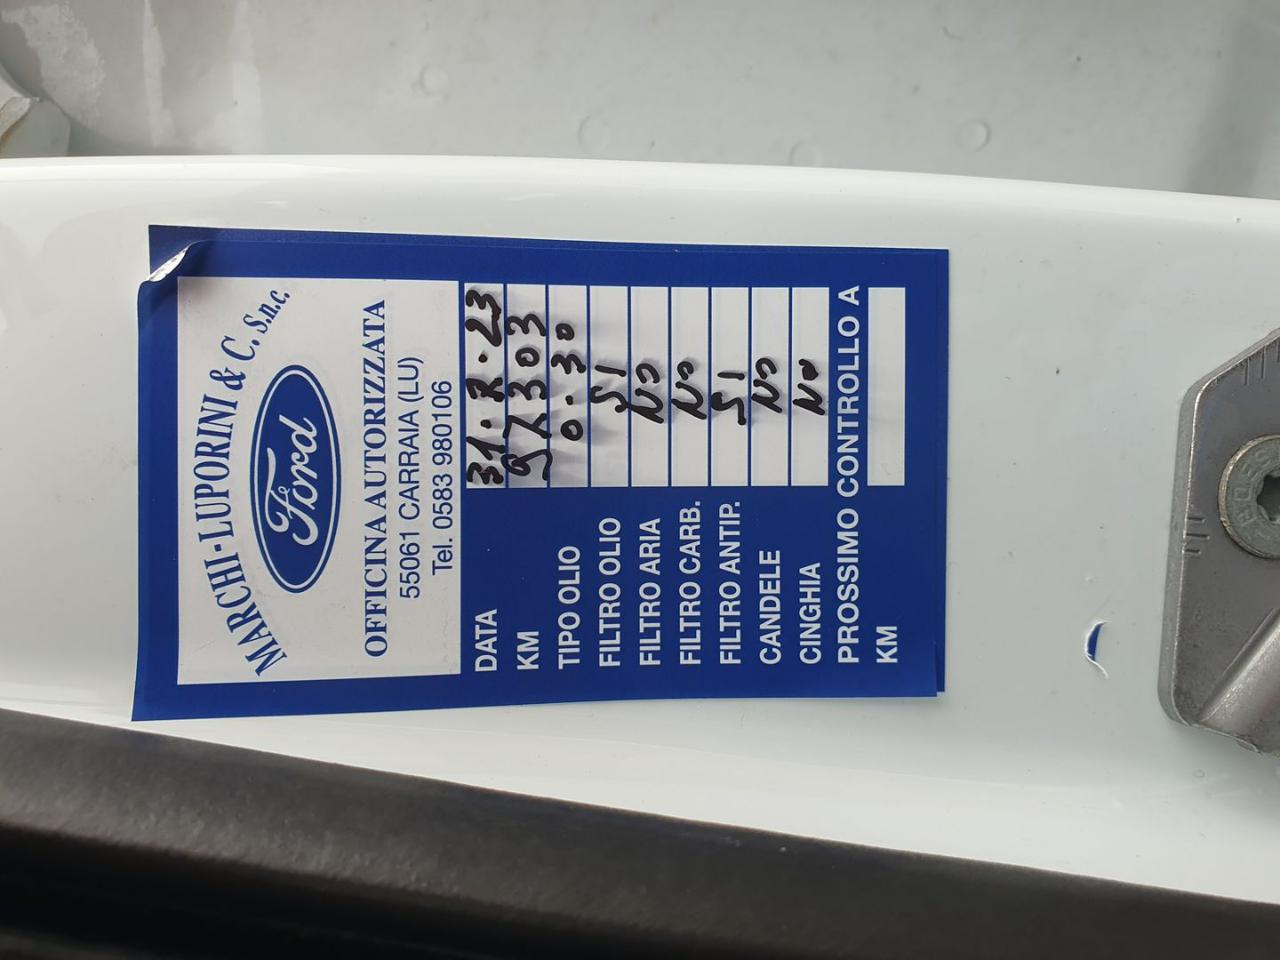 MARCHI-LUPORINI & C. S.n.c.
Ford
OFFICINA AUTORIZZATA
55061 CARRAIA (LU)
Tel. 0583 980106
DATA 31.7.23
KM 97303
TIPO OLIO 0.30
FILTRO OLIO SI
FILTRO ARIA NO
FILTRO CARB. NO
FILTRO ANTIP. SI
CANDELE NO
CINGHIA NO
PROSSIMO CONTROLLO A
KM